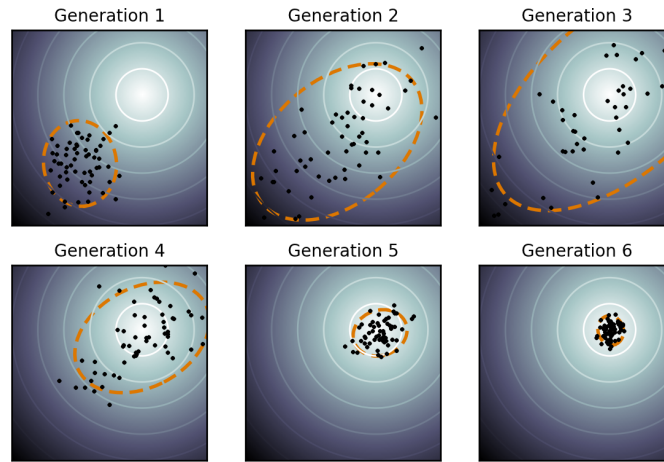 Generation 1
Generation 2
Generation 3
Generation 4
Generation 5
Generation 6